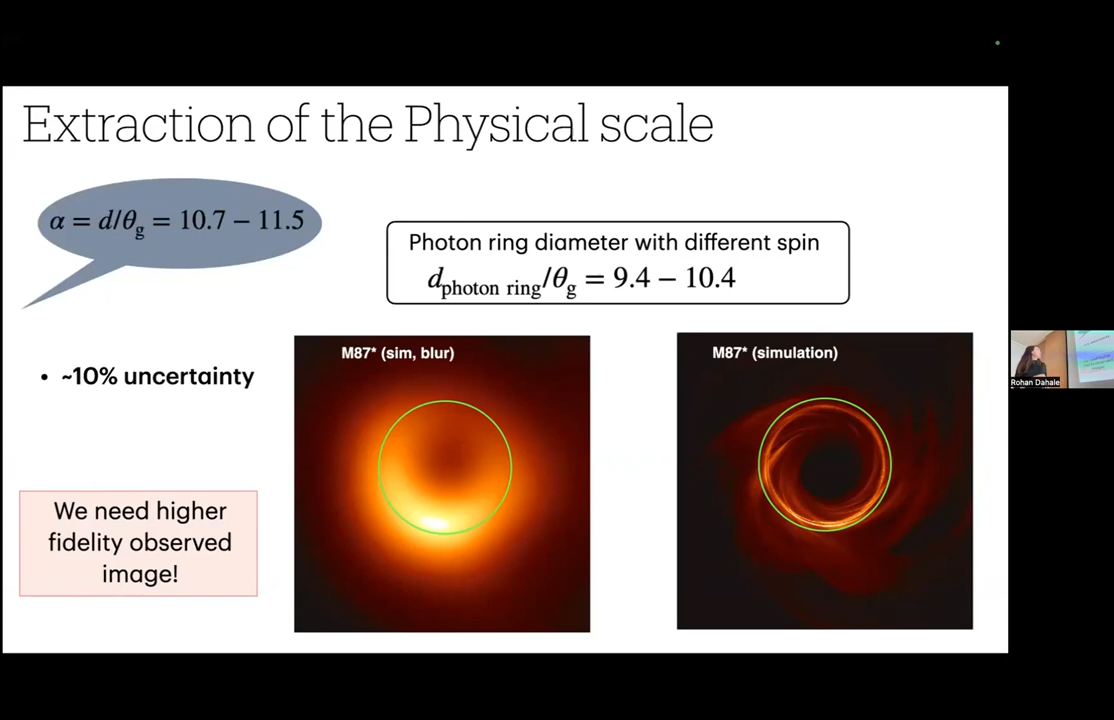 Extraction of the Physical scale
α = d/θg = 10.7 − 11.5
Photon ring diameter with different spin
dphoton ring/θg = 9.4 − 10.4
M87* (sim, blur)
M87* (simulation)
• ~10% uncertainty
Rohan Dahale
We need higher
fidelity observed
image!